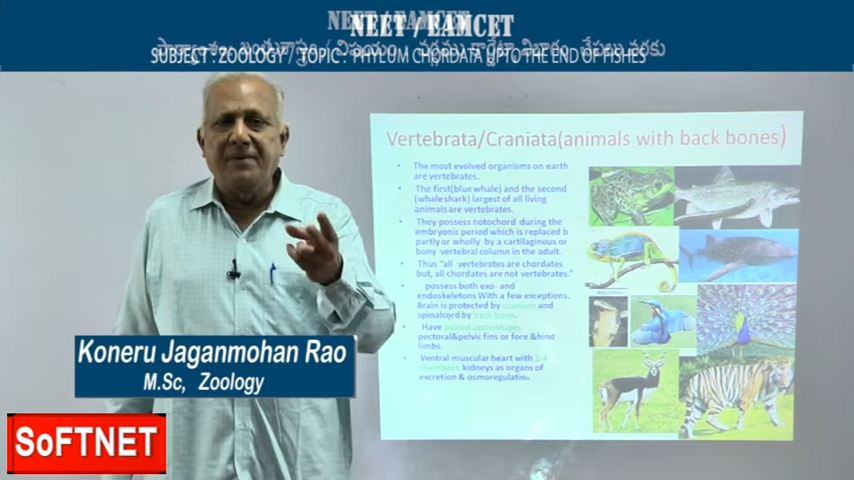 NEET / EAMCET
SUBJECT : ZOOLOGY / TOPIC : PHYLUM CHORDATA UPTO THE END OF FISHES
Vertebrata/Craniata(animals with back bones)
The most evolved organisms on earth
are vertebrates.
The first(blue whale) and the second
(whale shark) largest of all living
animals are vertebrates.
They possess notochord during the
embryonic period which is replaced b
partly or wholly by a cartilaginous or
bony vertebral column in the adult.
Thus "all vertebrates are chordates
but, all chordates are not vertebrates."
possess both exo- and
endoskeletons With a few exceptions.
Brain is protected by cranium and
spinalcord by back bone.
Have paired appendages
pectoral&pelvic fins or fore &hind
limbs.
Ventral muscular heart with 2-4
chambers kidneys as organs of
excretion & osmoregulation.
Koneru Jaganmohan Rao
M.Sc, Zoology
SoFTNET